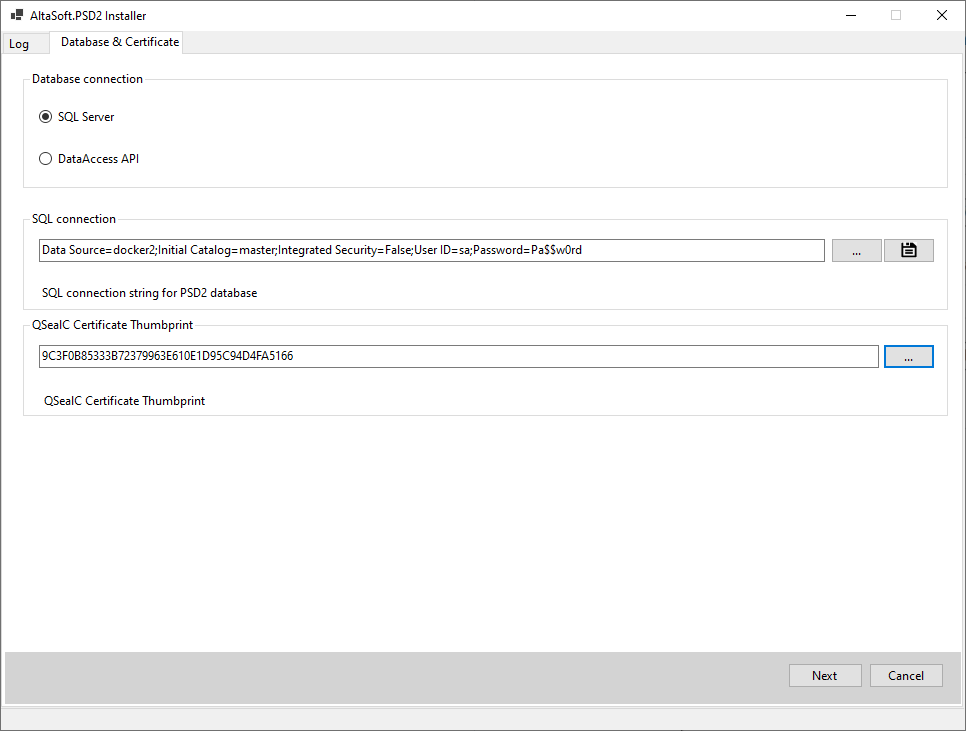 AltaSoft.PSD2 Installer
Log
Database & Certificate
Database connection
SQL Server
DataAccess API
SQL connection
Data Source=docker2;Initial Catalog=master;Integrated Security=False;User ID=sa;Password=Pa$$w0rd
...
SQL connection string for PSD2 database
QSealC Certificate Thumbprint
9C3F0B85333B72379963E610E1D95C94D4FA5166
...
QSealC Certificate Thumbprint
Next
Cancel